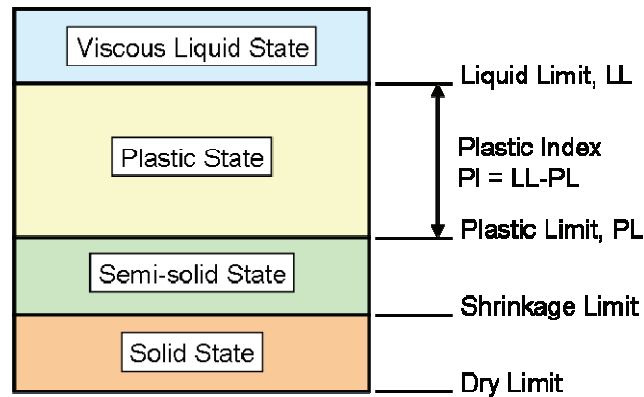 Viscous Liquid State
Liquid Limit, LL
Plastic State
Plastic Index
PI = LL-PL
Plastic Limit, PL
Semi-solid State
Shrinkage Limit
Solid State
Dry Limit